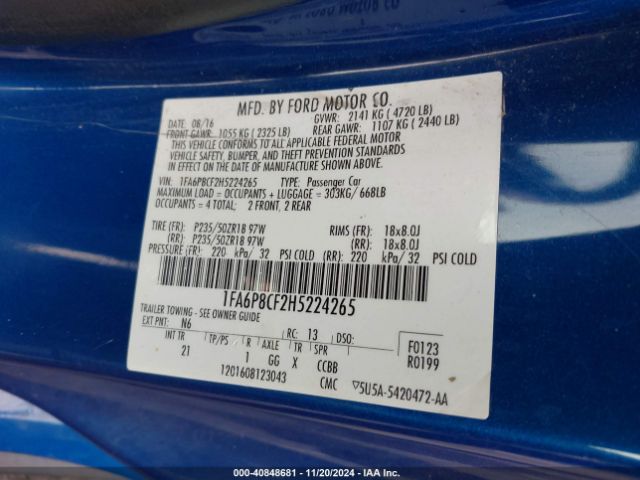 MFD. BY FORD MOTOR CO.
DATE: 08/16 GVWR: 2141 KG ( 4720 LB)
FRONT GAWR: 1055 KG ( 2325 LB) REAR GAWR: 1107 KG ( 2440 LB)
THIS VEHICLE CONFORMS TO ALL APPLICABLE FEDERAL MOTOR
VEHICLE SAFETY, BUMPER, AND THEFT PREVENTION STANDARDS
IN EFFECT ON THE DATE OF MANUFACTURE SHOWN ABOVE.
VIN: 1FA6P8CF2H5224265 TYPE: Passenger Car
MAXIMUM LOAD = OCCUPANTS + LUGGAGE = 303KG/ 668LB
OCCUPANTS = 4 TOTAL: 2 FRONT, 2 REAR
TIRE (FR): P235/50ZR18 97W RIMS (FR): 18x8.0J
(RR): P235/50ZR18 97W (RR): 18x8.0J
PRESSURE (FR): 220 kPa/ 32 PSI COLD (RR): 220 kPa/ 32 PSI COLD
1FA6P8CF2H5224265
TRAILER TOWING - SEE OWNER GUIDE
EXT PNT: N6 RC: 13 DSO: F0123
INT TR TP/PS R AXLE TR SPR R0199
21 1 GG X CCBB
1201608123043 CMC 5U5A-5420472-AA
000-40848681 | 11/20/2024 | IAA Inc.